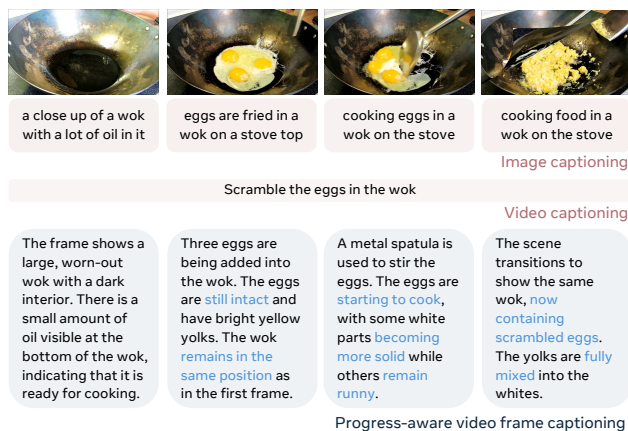 a close up of a wok
with a lot of oil in it
eggs are fried in a
wok on a stove top
cooking eggs in a
wok on the stove
cooking food in a
wok on the stove
Image captioning
Scramble the eggs in the wok
Video captioning
The frame shows a
large, worn-out
wok with a dark
interior. There is a
small amount of
oil visible at the
bottom of the wok,
indicating that it is
ready for cooking.
Three eggs are
being added into
the wok. The eggs
are still intact and
have bright yellow
yolks. The wok
remains in the
same position as
in the first frame.
A metal spatula is
used to stir the
eggs. The eggs are
starting to cook,
with some white
parts becoming
more solid while
others remain
runny.
The scene
transitions to
show the same
wok, now
containing
scrambled eggs.
The yolks are fully
mixed into the
whites.
Progress-aware video frame captioning